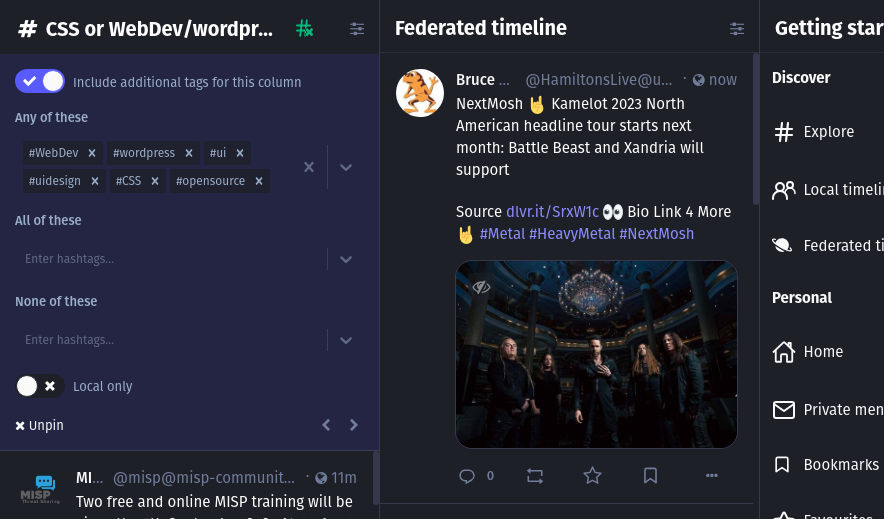 # CSS or WebDev/wordpr...
Include additional tags for this column
Any of these
#WebDev × #wordpress × #ui ×
#uidesign × #CSS × #opensource ×
All of these
Enter hashtags...
None of these
Enter hashtags...
Local only
Unpin
MI... @misp@misp-communit... · 11m
MISP
Threat Sharing
Two free and online MISP training will be
Federated timeline
Bruce ... @HamiltonsLive@u... · now
NextMosh 🤘 Kamelot 2023 North
American headline tour starts next
month: Battle Beast and Xandria will
support
Source dlvr.it/SrxW1c 👀 Bio Link 4 More
🤘 #Metal #HeavyMetal #NextMosh
0
Getting star
Discover
Explore
Local timelin
Federated ti
Personal
Home
Private men
Bookmarks